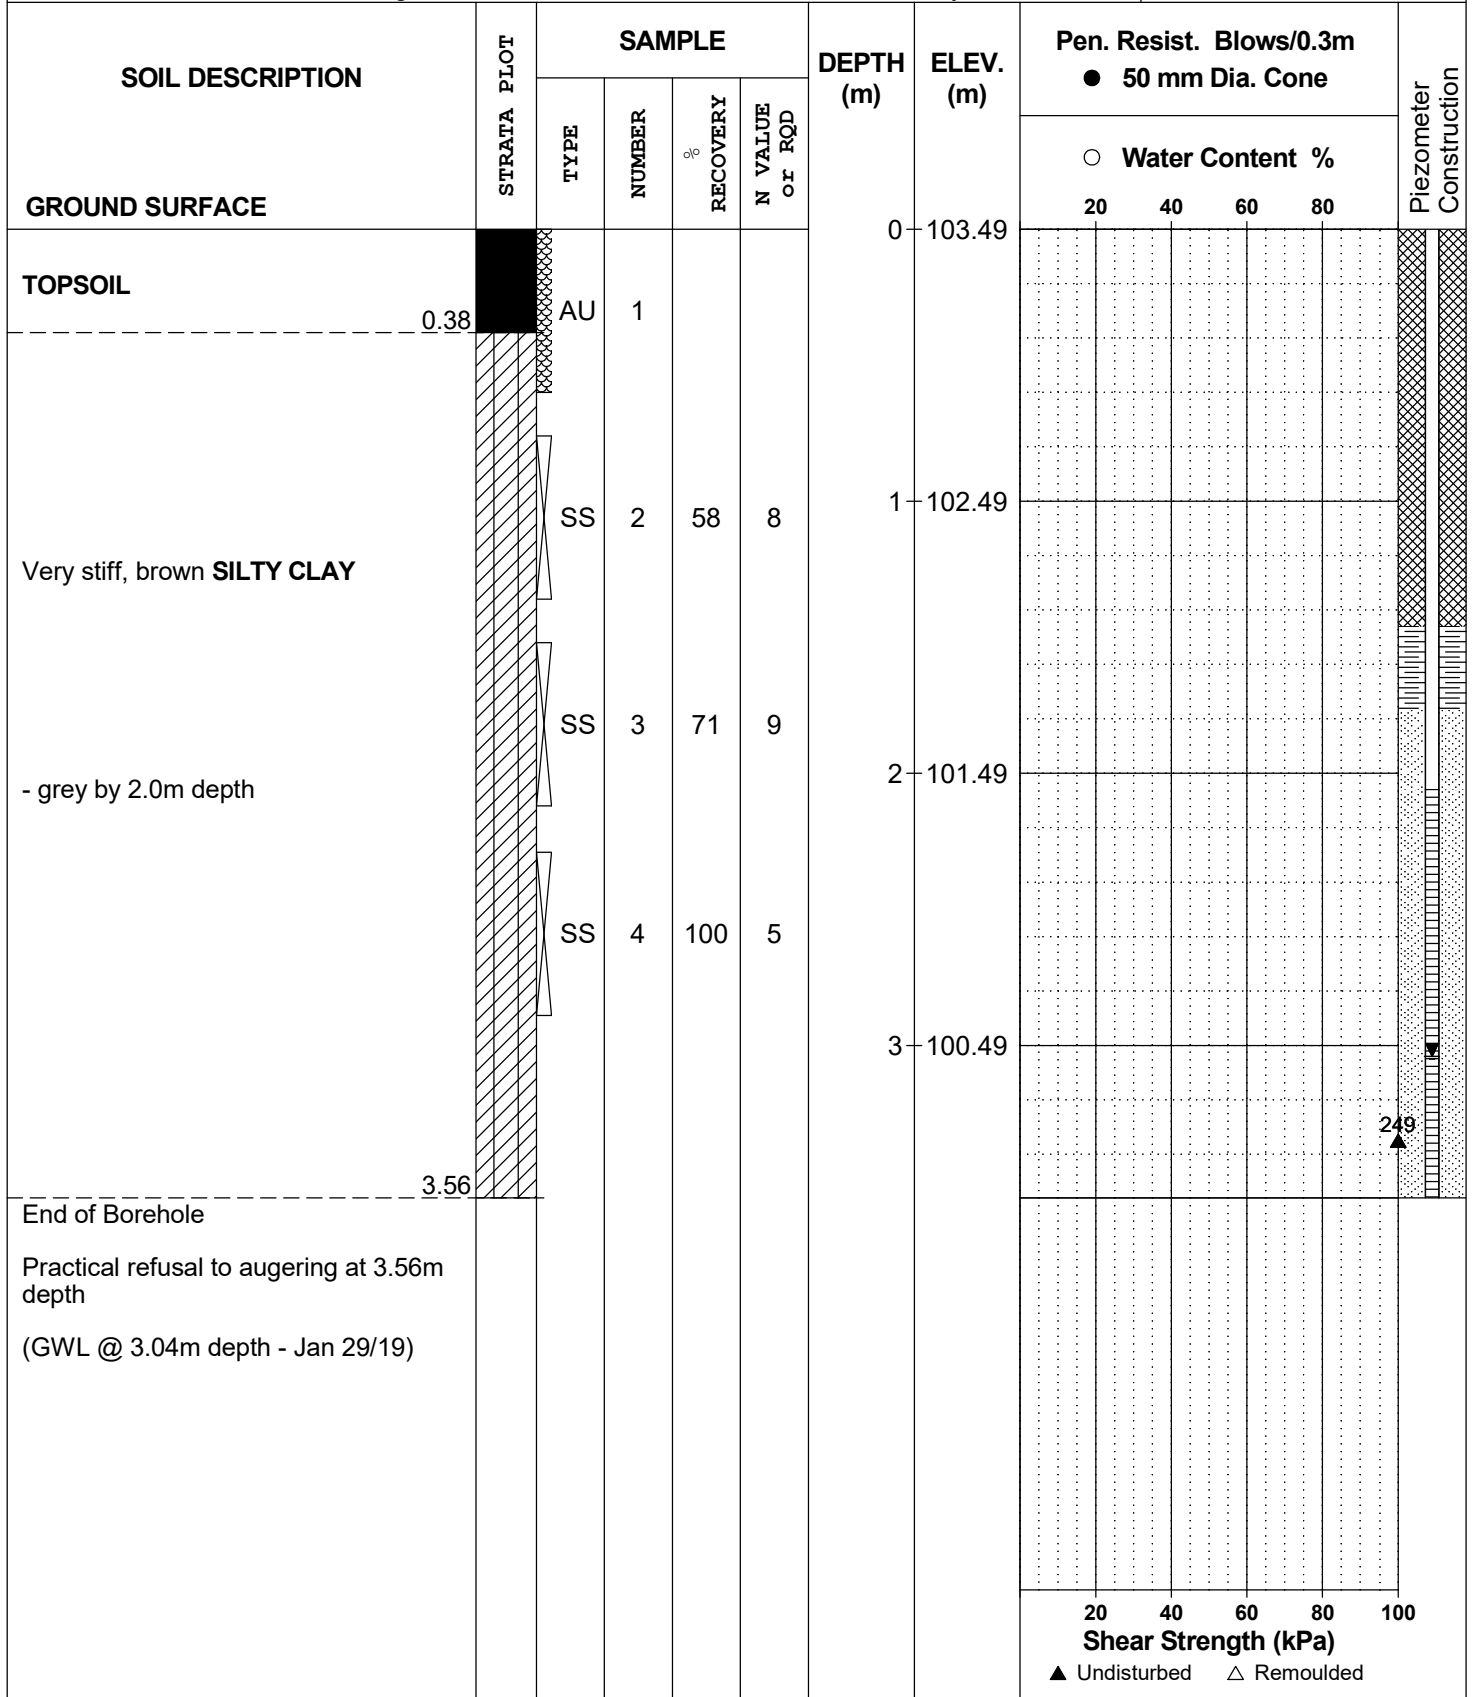 SOIL DESCRIPTION
GROUND SURFACE
STRATA PLOT
SAMPLE
TYPE
NUMBER
%
RECOVERY
N VALUE
or RQD
DEPTH
(m)
ELEV.
(m)
Pen. Resist. Blows/0.3m
● 50 mm Dia. Cone
○ Water Content %
20 40 60 80
Piezometer
Construction
0 103.49
TOPSOIL
0.38
AU 1
1 102.49
SS 2 58 8
Very stiff, brown SILTY CLAY
SS 3 71 9
2 101.49
- grey by 2.0m depth
SS 4 100 5
3 100.49
249
3.56
End of Borehole
Practical refusal to augering at 3.56m
depth
(GWL @ 3.04m depth - Jan 29/19)
20 40 60 80 100
Shear Strength (kPa)
▲ Undisturbed △ Remoulded